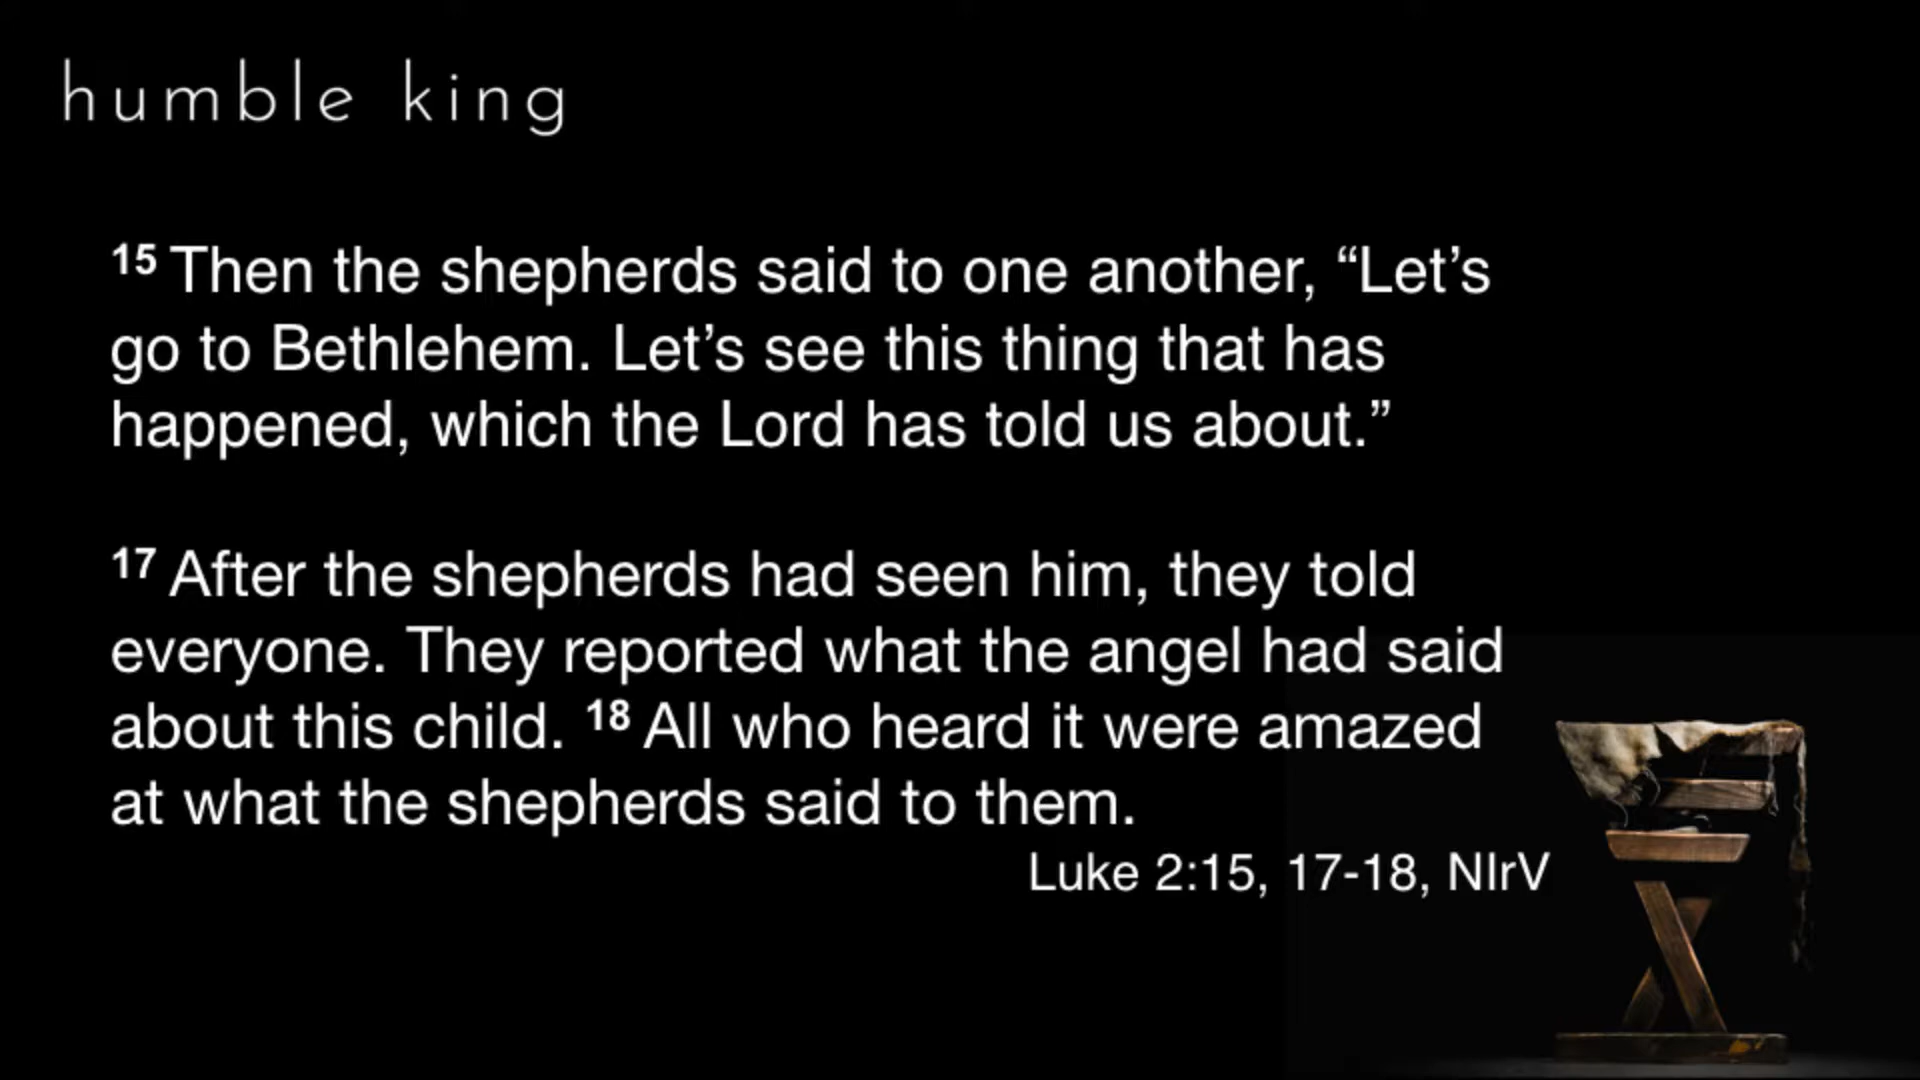 humble king
15 Then the shepherds said to one another, “Let’s
go to Bethlehem. Let’s see this thing that has
happened, which the Lord has told us about.”
17 After the shepherds had seen him, they told
everyone. They reported what the angel had said
about this child. 18 All who heard it were amazed
at what the shepherds said to them.
Luke 2:15, 17-18, NIrV